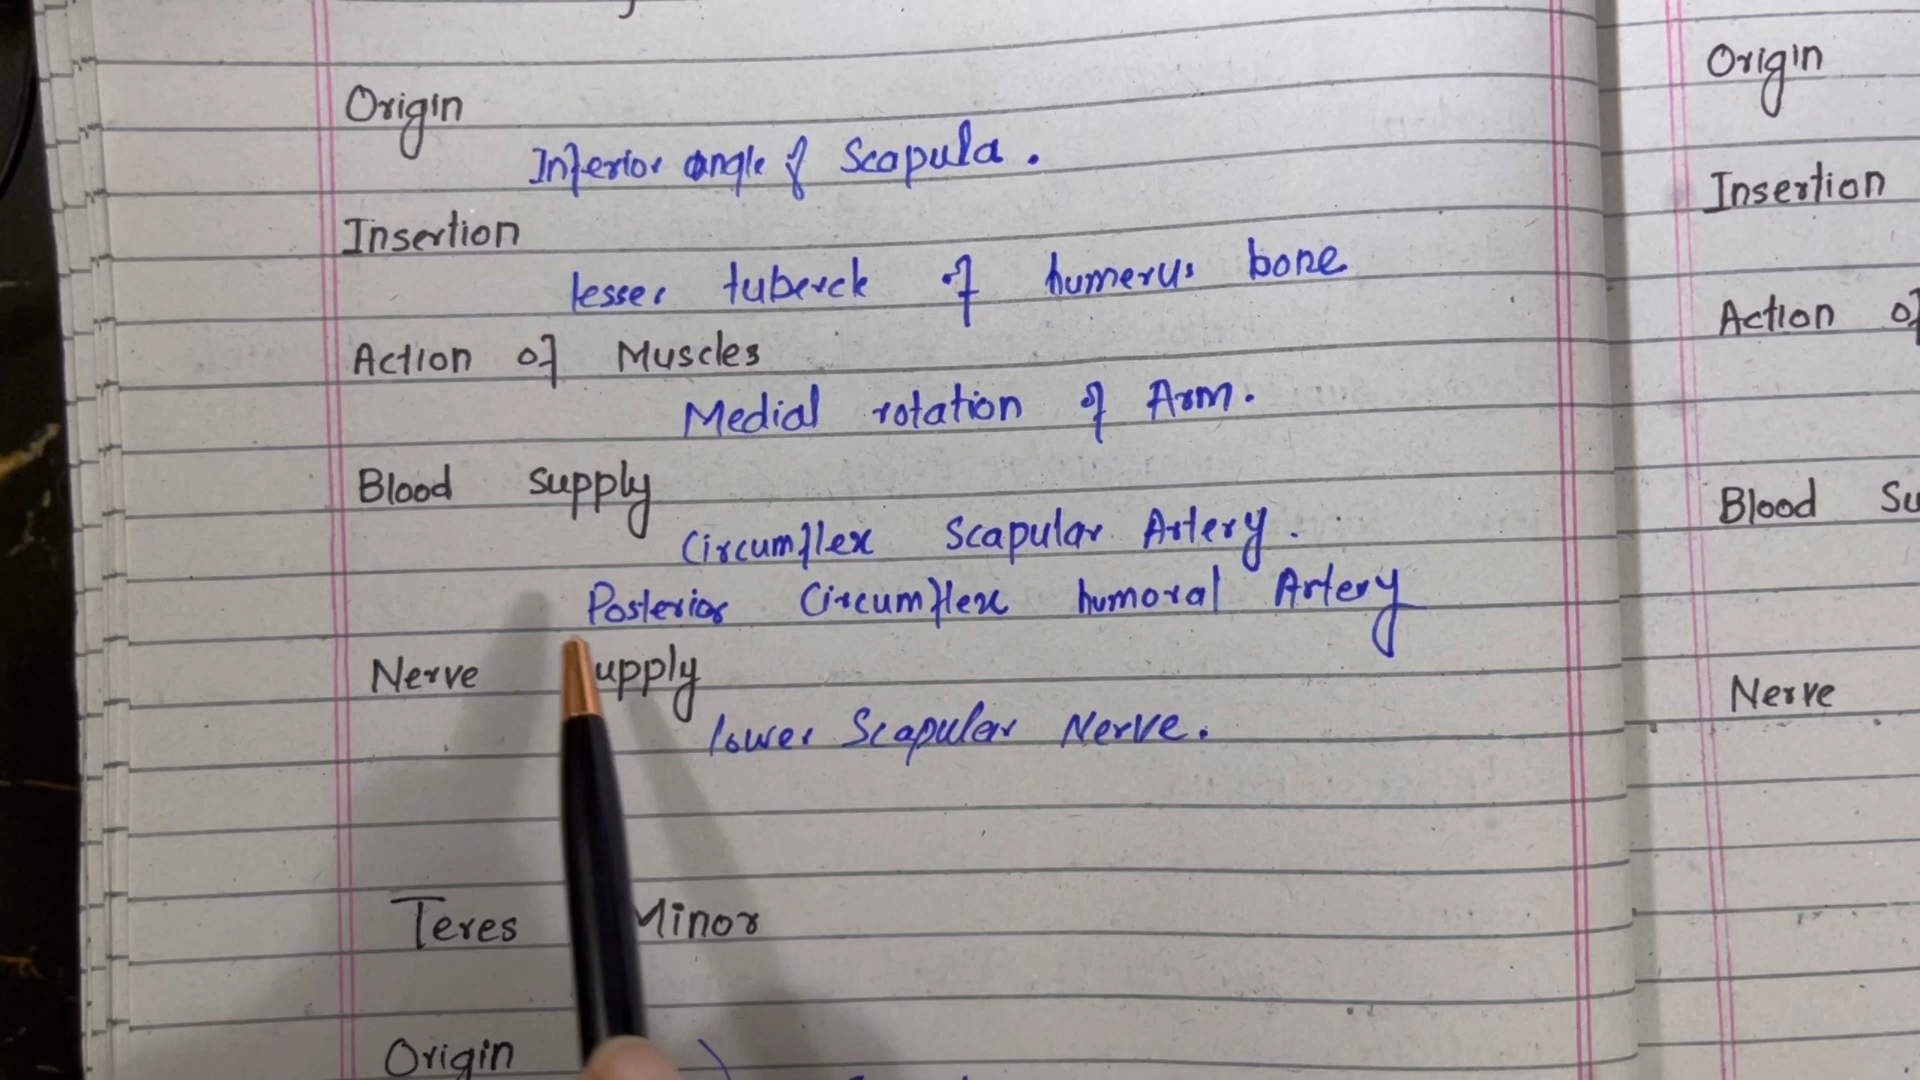 Origin
Inferior angle of Scapula.
Insertion
lesser tubercle of humerus bone
Action of Muscles
Medial rotation of Arm.
Blood supply
Circumflex Scapular Artery.
Posterior Circumflex humoral Artery
Nerve upply
lower Scapular Nerve.
Teres Minor
Origin
Origin
Insertion
Action of
Blood Su
Nerve